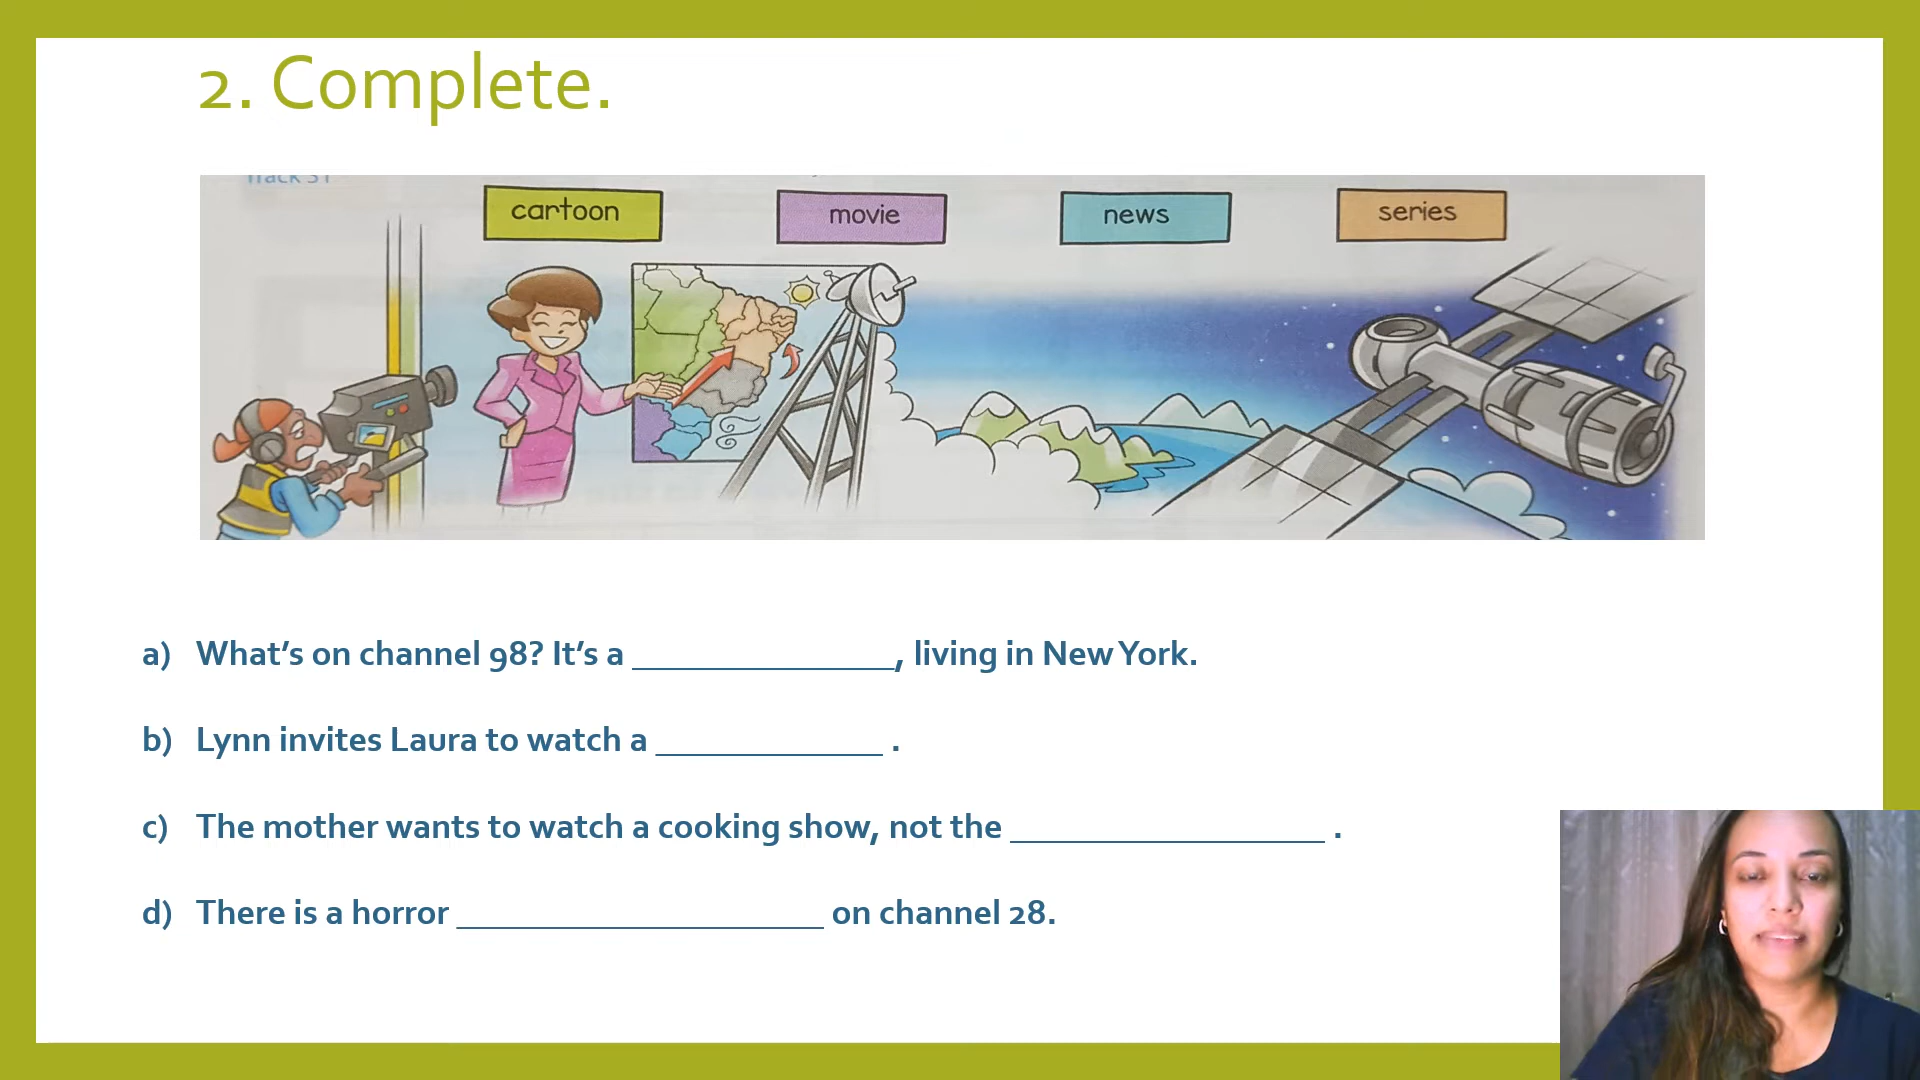 2. Complete.
Track 31
cartoon movie news series
a) What's on channel 98? It's a ______________, living in New York.
b) Lynn invites Laura to watch a ____________ .
c) The mother wants to watch a cooking show, not the _________________ .
d) There is a horror ____________________ on channel 28.